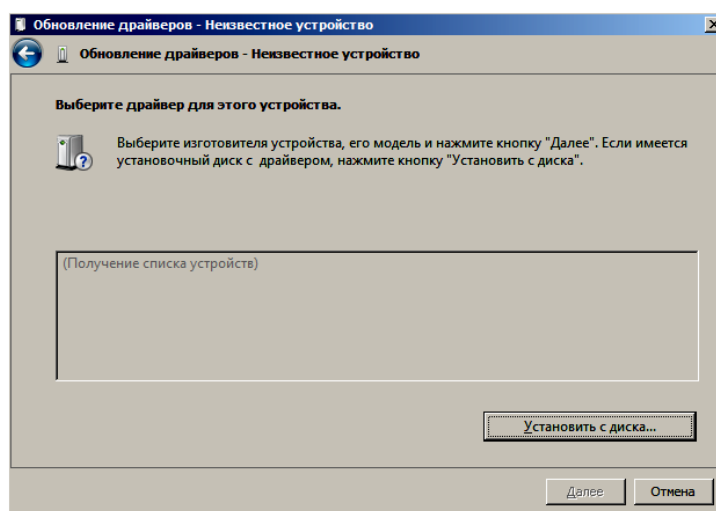 Обновление драйверов - Неизвестное устройство
Обновление драйверов - Неизвестное устройство
Выберите драйвер для этого устройства.
Выберите изготовителя устройства, его модель и нажмите кнопку "Далее". Если имеется
установочный диск с драйвером, нажмите кнопку "Установить с диска".
(Получение списка устройств)
Установить с диска...
Далее
Отмена